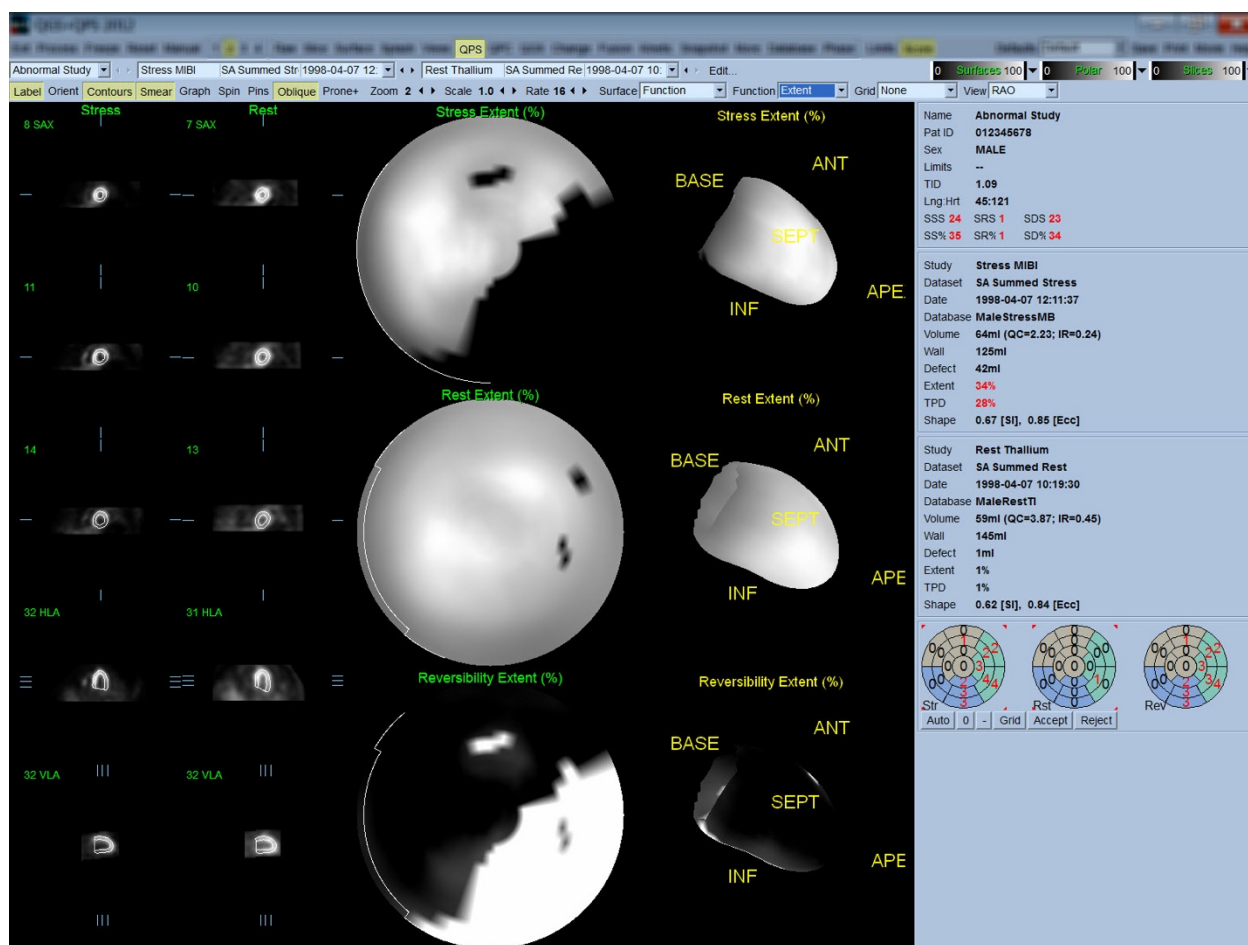 QGS+QPS 2012
QPS
Abnormal Study Stress MIBI SA Summed Str 1998-04-07 12: Rest Thallium SA Summed Re 1998-04-07 10: Edit... 0 Surfaces 100 0 Polar 100 0 Slices 100
Label Orient Contours Smear Graph Spin Pins Oblique Prone+ Zoom 2 Scale 1.0 Rate 16 Surface Function Function Extent Grid None View RAO
Stress Rest Stress Extent (%) Stress Extent (%)
8 SAX 7 SAX
ANT
BASE
SEPT
11 10
APE.
INF
Rest Extent (%) Rest Extent (%)
14 13
ANT
BASE
SEPT
APE
INF
32 HLA 31 HLA
Reversibility Extent (%) Reversibility Extent (%)
ANT
BASE
32 VLA 32 VLA
SEPT
APE
INF
Name Abnormal Study
Pat ID 012345678
Sex MALE
Limits --
TID 1.09
Lng:Hrt 45:121
SSS 24 SRS 1 SDS 23
SS% 35 SR% 1 SD% 34
Study Stress MIBI
Dataset SA Summed Stress
Date 1998-04-07 12:11:37
Database MaleStressMB
Volume 64ml (QC=2.23; IR=0.24)
Wall 125ml
Defect 42ml
Extent 34%
TPD 28%
Shape 0.67 [SI], 0.85 [Ecc]
Study Rest Thallium
Dataset SA Summed Rest
Date 1998-04-07 10:19:30
Database MaleRestTl
Volume 59ml (QC=3.87; IR=0.45)
Wall 145ml
Defect 1ml
Extent 1%
TPD 1%
Shape 0.62 [SI], 0.84 [Ecc]
Str Rst Rev
Auto 0 - Grid Accept Reject